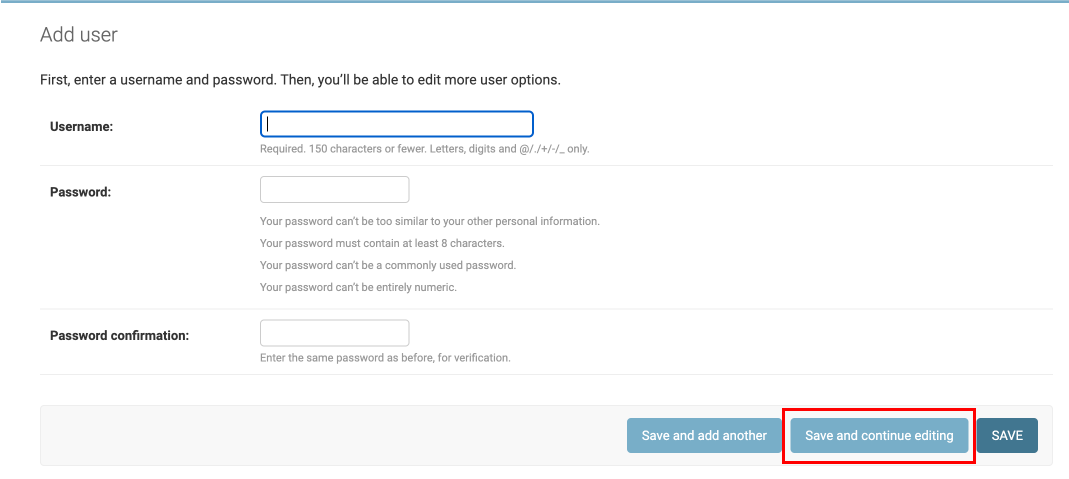 Add user
First, enter a username and password. Then, you’ll be able to edit more user options.
Username:
Required. 150 characters or fewer. Letters, digits and @/./+/-/_ only.
Password:
Your password can’t be too similar to your other personal information.
Your password must contain at least 8 characters.
Your password can’t be a commonly used password.
Your password can’t be entirely numeric.
Password confirmation:
Enter the same password as before, for verification.
Save and add another Save and continue editing SAVE